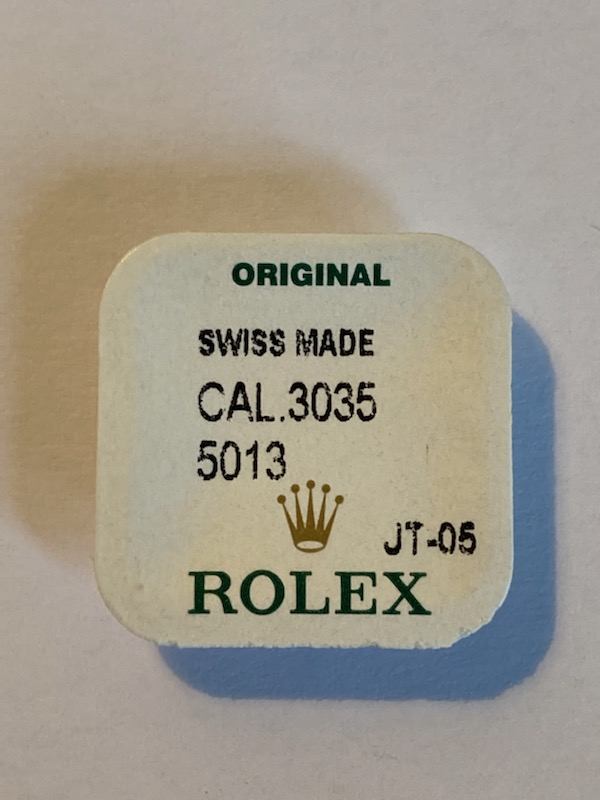 ORIGINAL
SWISS MADE
CAL.3035
5013
JT-05
ROLEX